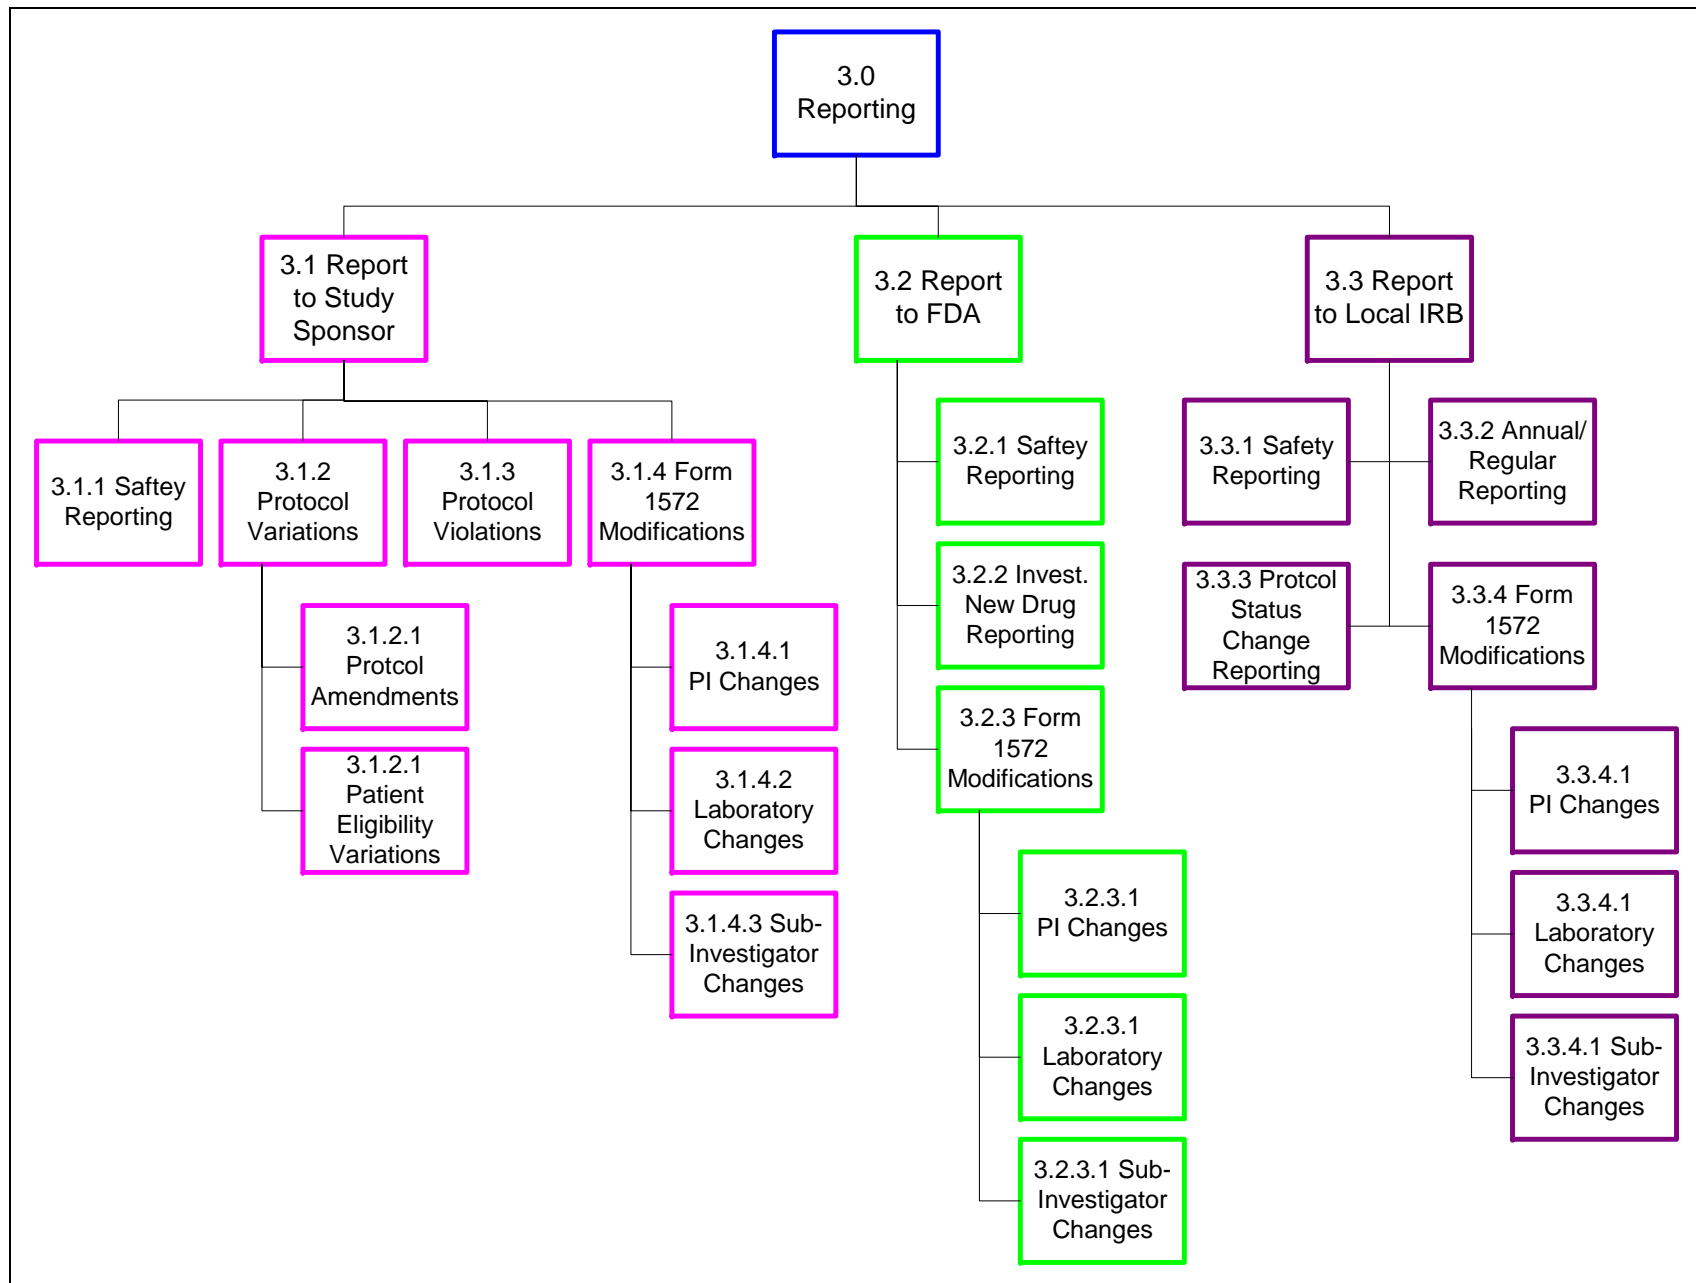 3.0
Reporting
3.1 Report
to Study
Sponsor
3.2 Report
to FDA
3.3 Report
to Local IRB
3.1.1 Saftey
Reporting
3.1.2
Protocol
Variations
3.1.3
Protocol
Violations
3.1.4 Form
1572
Modifications
3.1.2.1
Protcol
Amendments
3.1.2.1
Patient
Eligibility
Variations
3.1.4.1
PI Changes
3.1.4.2
Laboratory
Changes
3.1.4.3 Sub-
Investigator
Changes
3.2.1 Saftey
Reporting
3.2.2 Invest.
New Drug
Reporting
3.2.3 Form
1572
Modifications
3.2.3.1
PI Changes
3.2.3.1
Laboratory
Changes
3.2.3.1 Sub-
Investigator
Changes
3.3.1 Safety
Reporting
3.3.2 Annual/
Regular
Reporting
3.3.3 Protcol
Status
Change
Reporting
3.3.4 Form
1572
Modifications
3.3.4.1
PI Changes
3.3.4.1
Laboratory
Changes
3.3.4.1 Sub-
Investigator
Changes